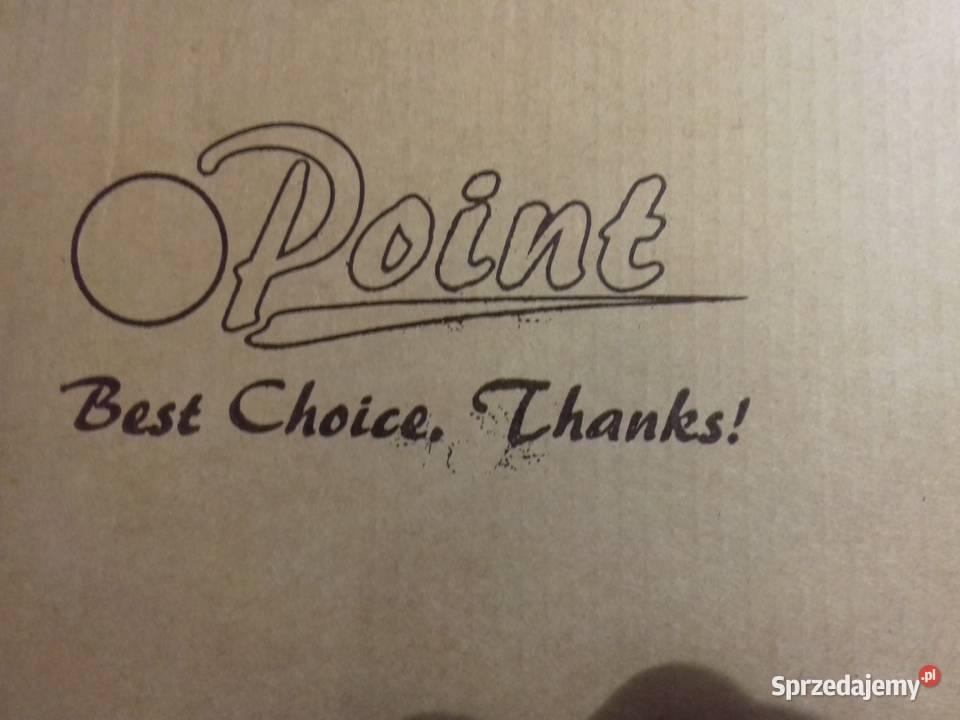 Point
Best Choice. Thanks!
Sprzedajemy.pl